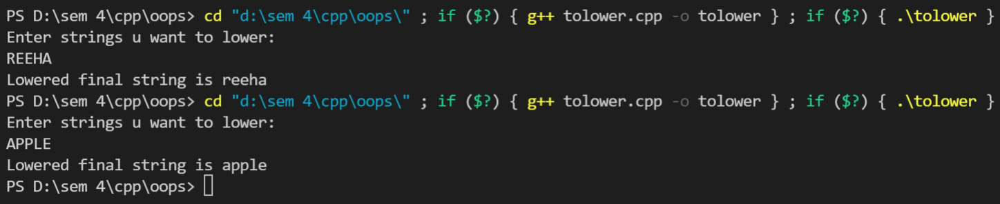 PS D:\sem 4\cpp\oops> cd "d:\sem 4\cpp\oops\" ; if ($?) { g++ tolower.cpp -o tolower } ; if ($?) { .\tolower }
Enter strings u want to lower:
REEHA
Lowered final string is reeha
PS D:\sem 4\cpp\oops> cd "d:\sem 4\cpp\oops\" ; if ($?) { g++ tolower.cpp -o tolower } ; if ($?) { .\tolower }
Enter strings u want to lower:
APPLE
Lowered final string is apple
PS D:\sem 4\cpp\oops>